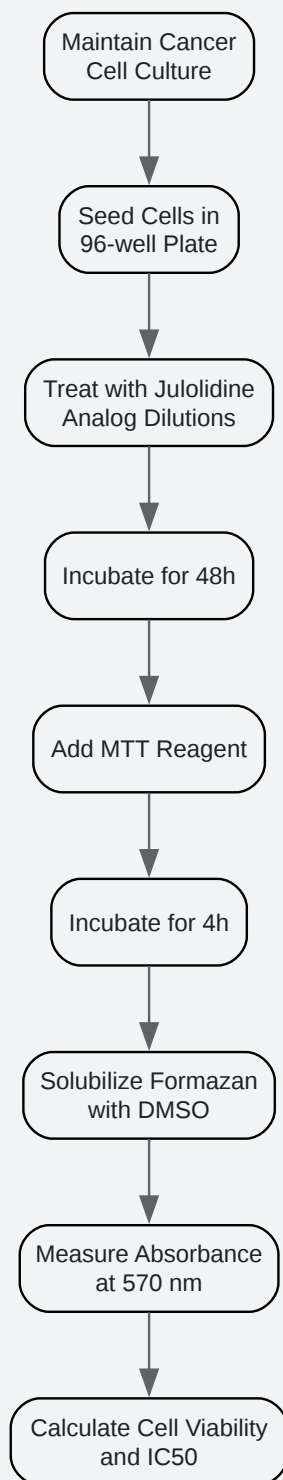 Maintain Cancer
Cell Culture
Seed Cells in
96-well Plate
Treat with Julolidine
Analog Dilutions
Incubate for 48h
Add MTT Reagent
Incubate for 4h
Solubilize Formazan
with DMSO
Measure Absorbance
at 570 nm
Calculate Cell Viability
and IC50